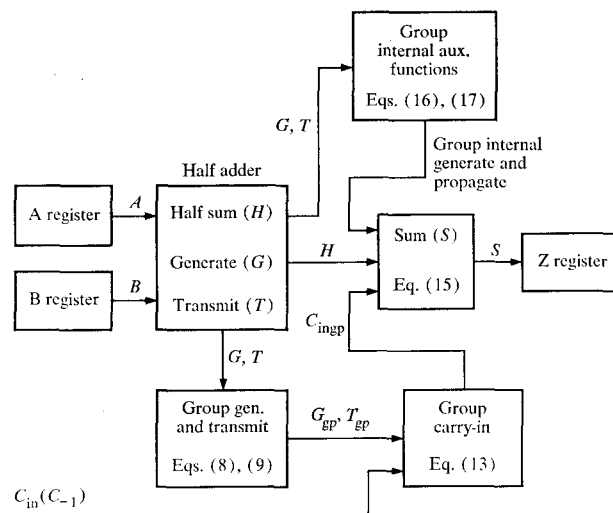 Group
internal aux.
functions
Eqs. (16), (17)
G, T
Group internal
generate and
propagate
Half adder
A register
A
Half sum (H)
Sum (S)
S
Z register
Generate (G)
H
B register
B
Transmit (T)
Eq. (15)
C_ingp
G, T
Group gen.
and transmit
G_gp, T_gp
Group
carry-in
Eqs. (8), (9)
Eq. (13)
C_in(C_−1)